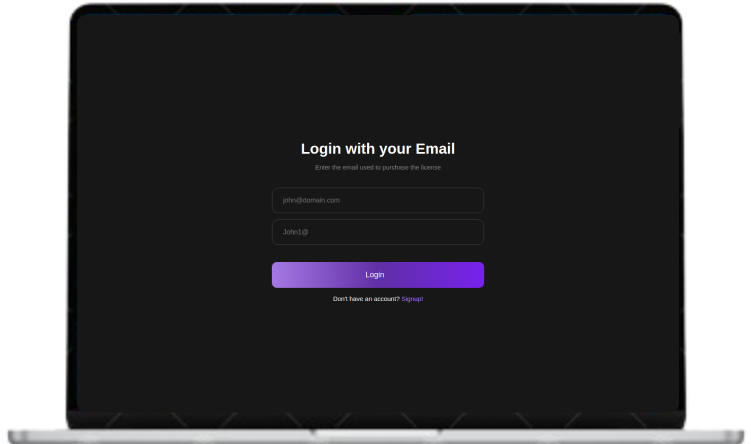 Login with your Email
Enter the email used to purchase the license
john@domain.com
John1@
Login
Don't have an account? Signup!